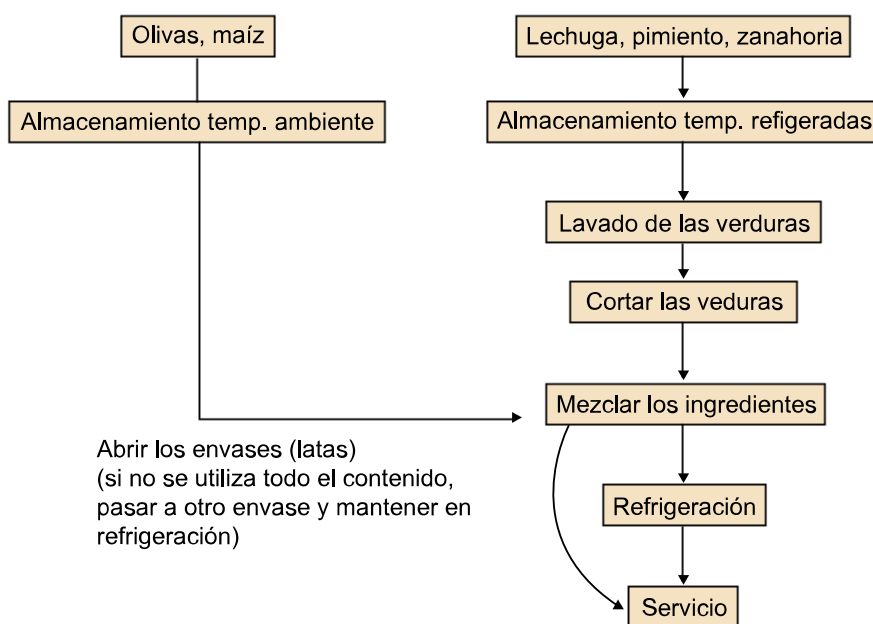 Olivas, maíz
Lechuga, pimiento, zanahoria
Almacenamiento temp. ambiente
Almacenamiento temp. refigeradas
Lavado de las verduras
Cortar las veduras
Mezclar los ingredientes
Abrir los envases (latas)
(si no se utiliza todo el contenido,
pasar a otro envase y mantener en
refrigeración)
Refrigeración
Servicio